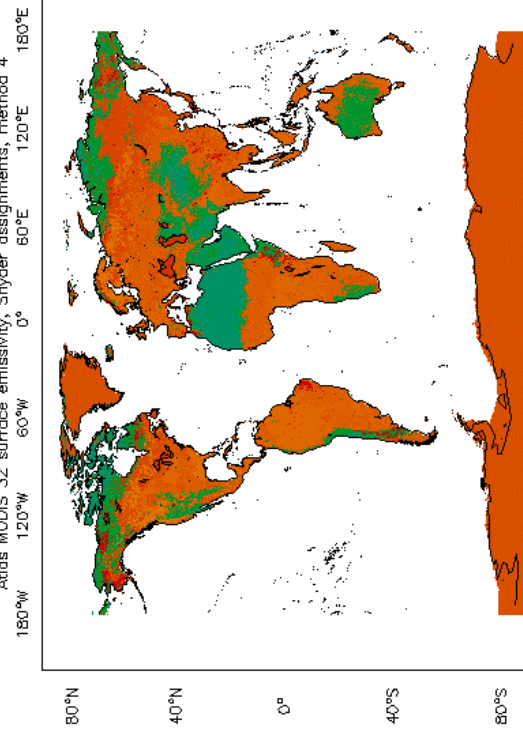 Atlas MODIS 32 surface emissivity, Snyder assignments, method 4
180°W
120°W
60°W
0°
60°E
120°E
180°E
80°N
40°N
0°
40°S
80°S